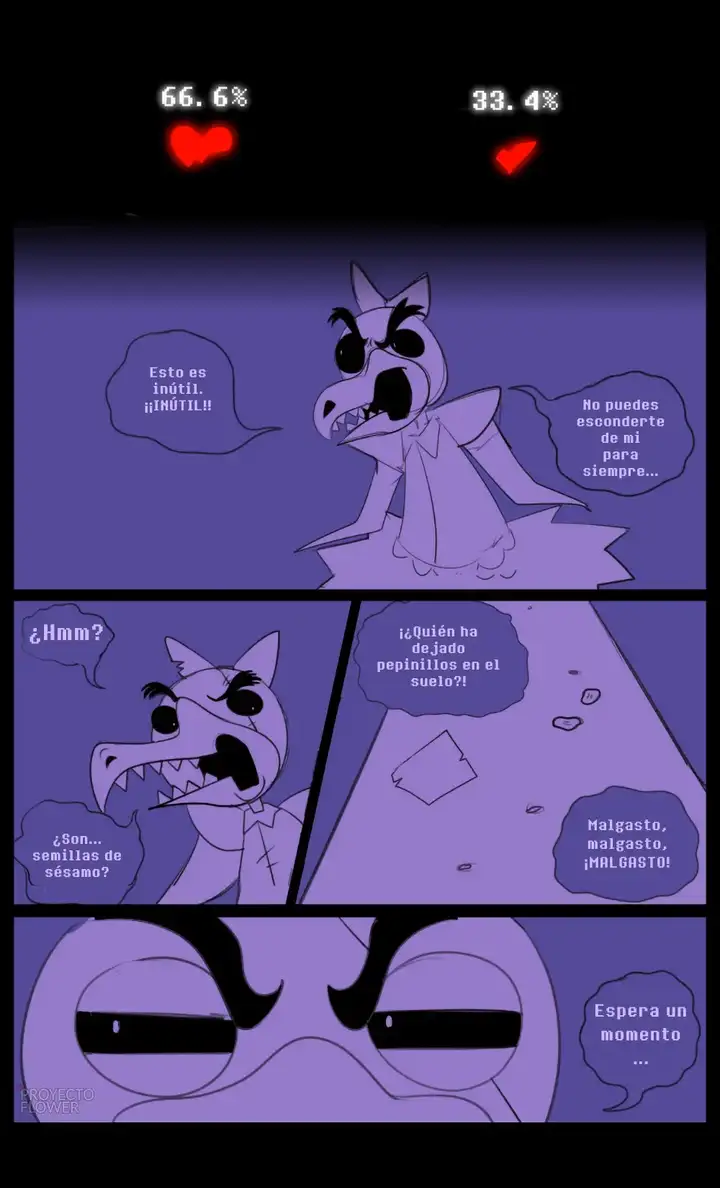 66.6%
33.4%
Esto es
inútil.
¡¡INÚTIL!!
No puedes
esconderte
de mi
para
siempre...
¿Hmm?
¿Son...
semillas de
sésamo?
¡¿Quién ha
dejado
pepinillos en el
suelo?!
Malgasto,
malgasto,
¡MALGASTO!
Espera un
momento
...
PROYECTO
FLOWER